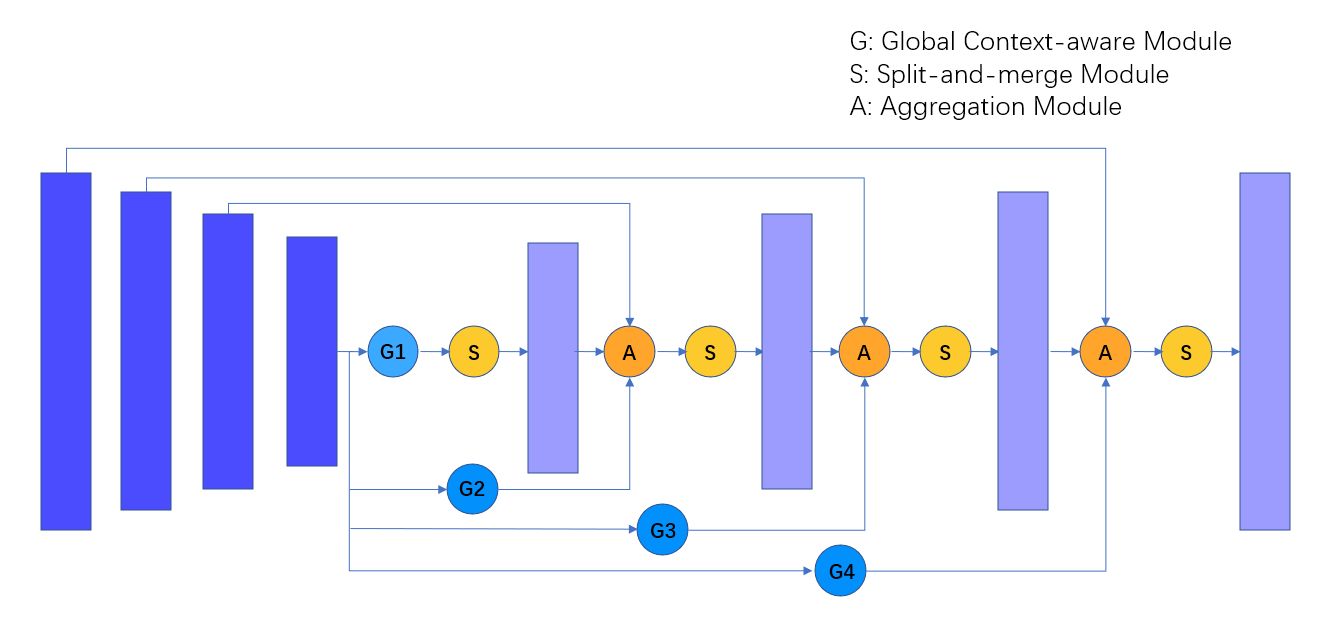 G: Global Context-aware Module
S: Split-and-merge Module
A: Aggregation Module
G1 S A S A S A S
G2
G3
G4